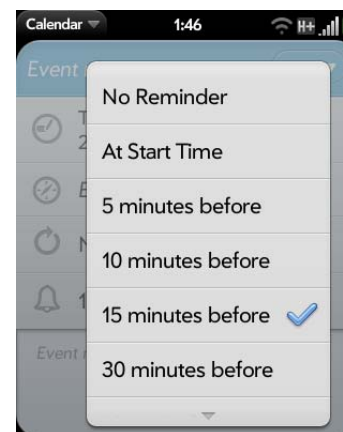 Calendar 1:46 H+
Event
No Reminder
At Start Time
5 minutes before
10 minutes before
15 minutes before
30 minutes before
Event